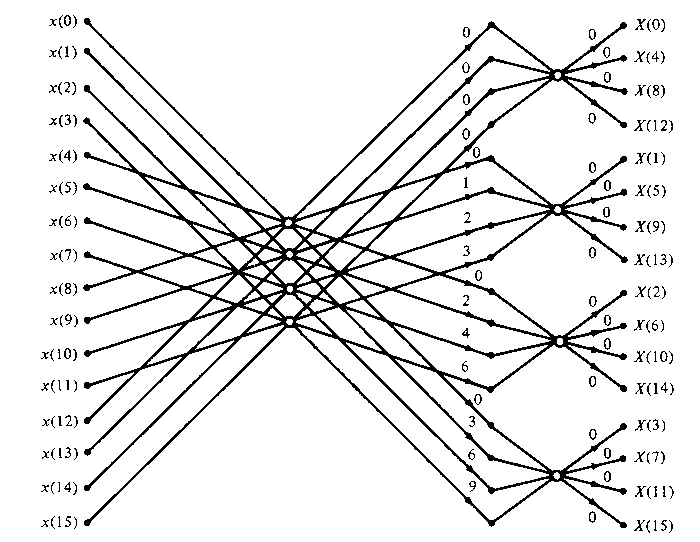 x(0) 0 0 X(0)
x(1) 0 0 X(4)
x(2) 0 0 X(8)
x(3) 0 0 X(12)
x(4) 0 0 X(1)
x(5) 1 0 X(5)
x(6) 2 0 X(9)
x(7) 3 0 X(13)
x(8) 0 0 X(2)
x(9) 2 0 X(6)
x(10) 4 0 X(10)
x(11) 6 0 X(14)
x(12) 0 0 X(3)
x(13) 3 0 X(7)
x(14) 6 0 X(11)
x(15) 9 0 X(15)